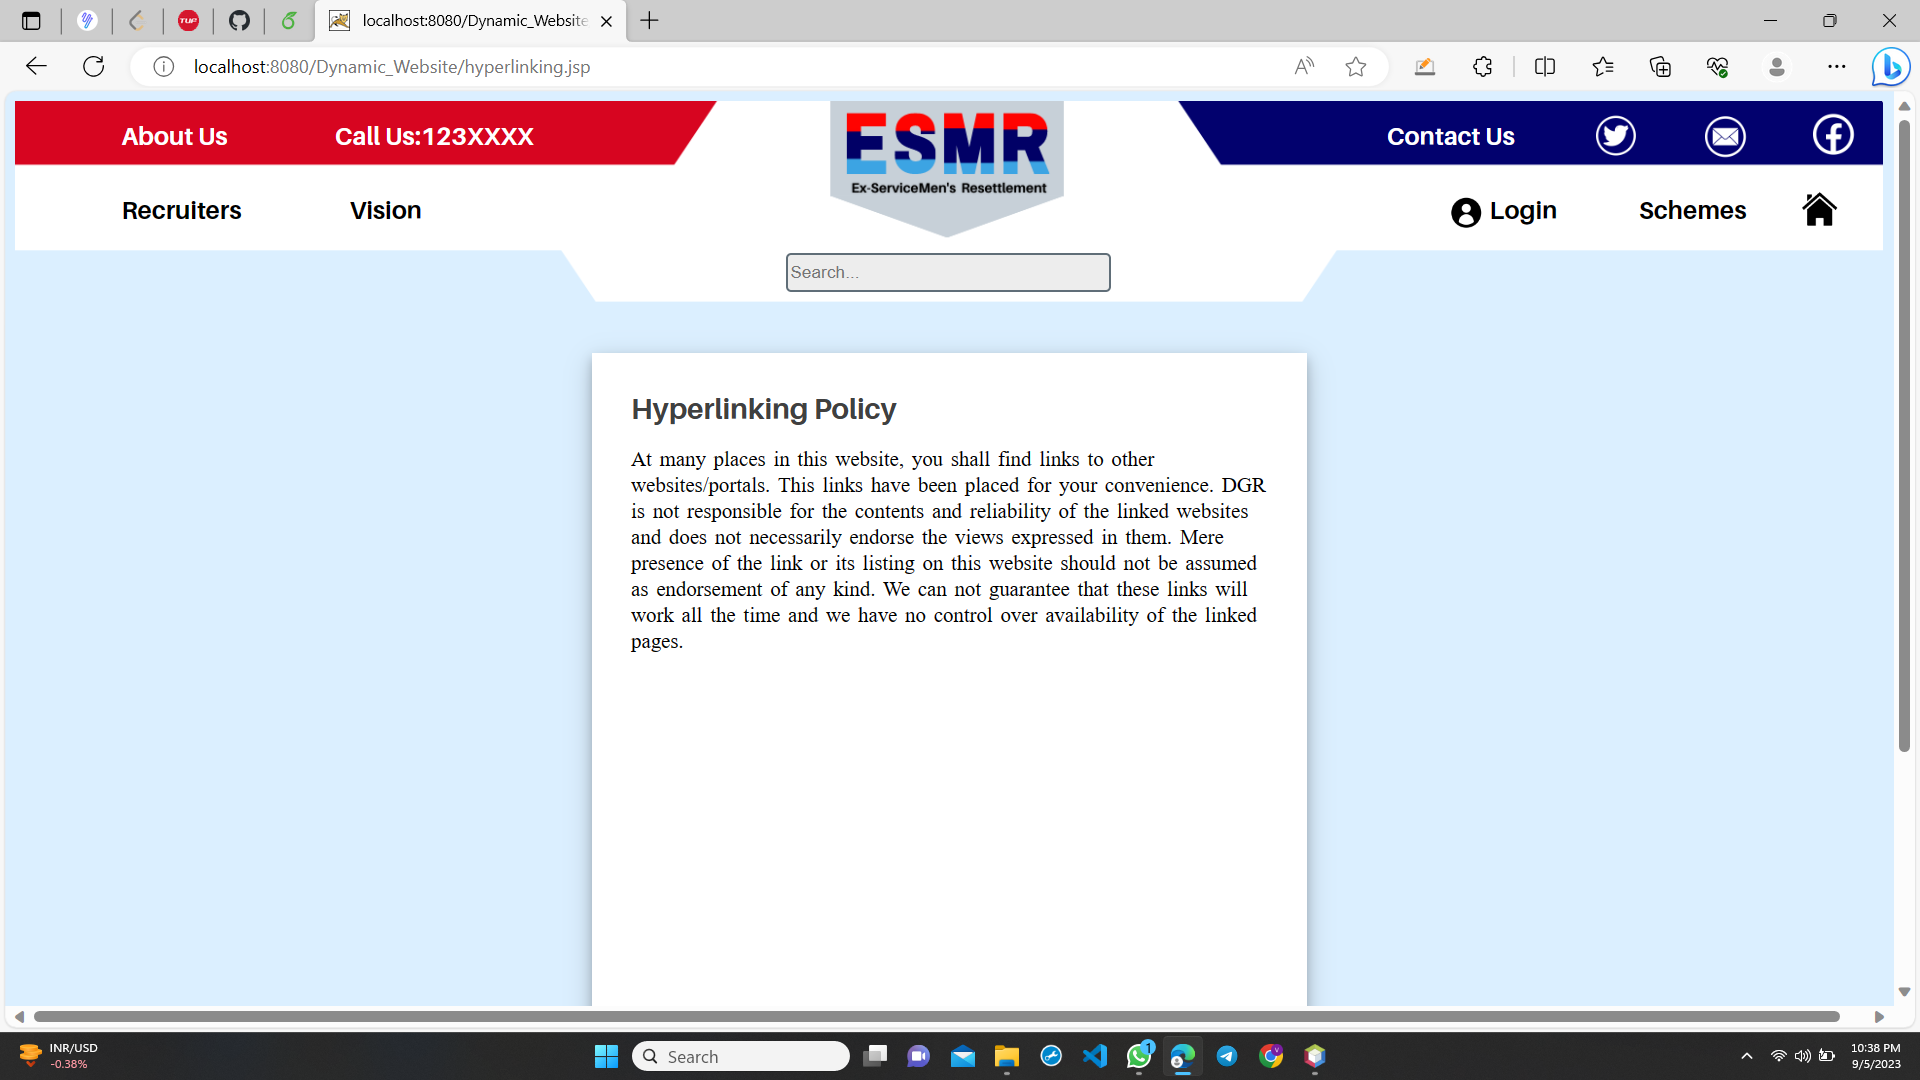 TUF
localhost:8080/Dynamic_Website
localhost:8080/Dynamic_Website/hyperlinking.jsp
About Us
Call Us:123XXXX
ESMR
Ex-ServiceMen's Resettlement
Contact Us
Recruiters
Vision
Login
Schemes
Search...
Hyperlinking Policy
At many places in this website, you shall find links to other
websites/portals. This links have been placed for your convenience. DGR
is not responsible for the contents and reliability of the linked websites
and does not necessarily endorse the views expressed in them. Mere
presence of the link or its listing on this website should not be assumed
as endorsement of any kind. We can not guarantee that these links will
work all the time and we have no control over availability of the linked
pages.
INR/USD
-0.38%
Search
1
10:38 PM
9/5/2023